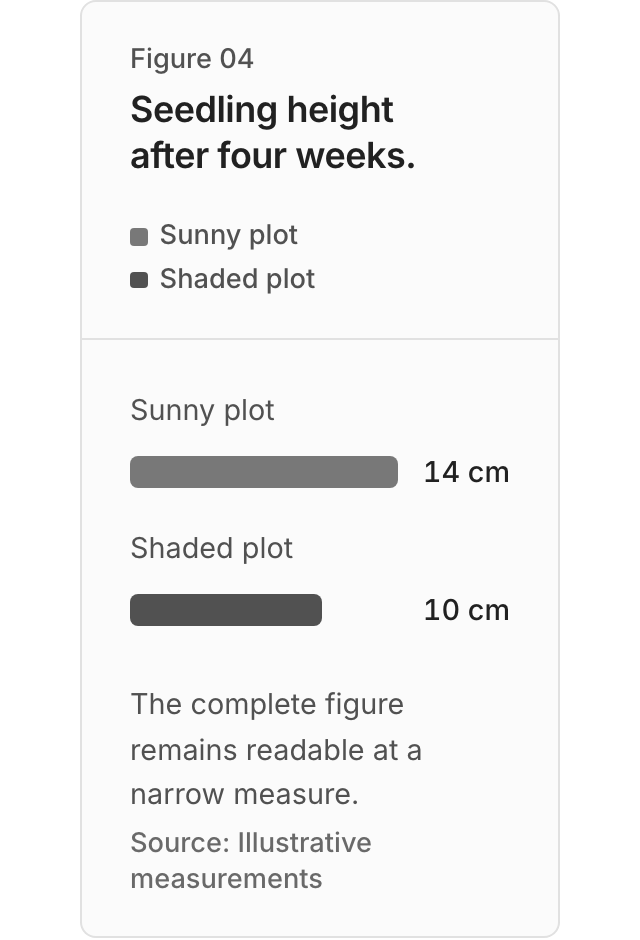 Figure 04
Seedling height
after four weeks.
Sunny plot
Shaded plot
Sunny plot
14 cm
Shaded plot
10 cm
The complete figure
remains readable at a
narrow measure.
Source: Illustrative
measurements